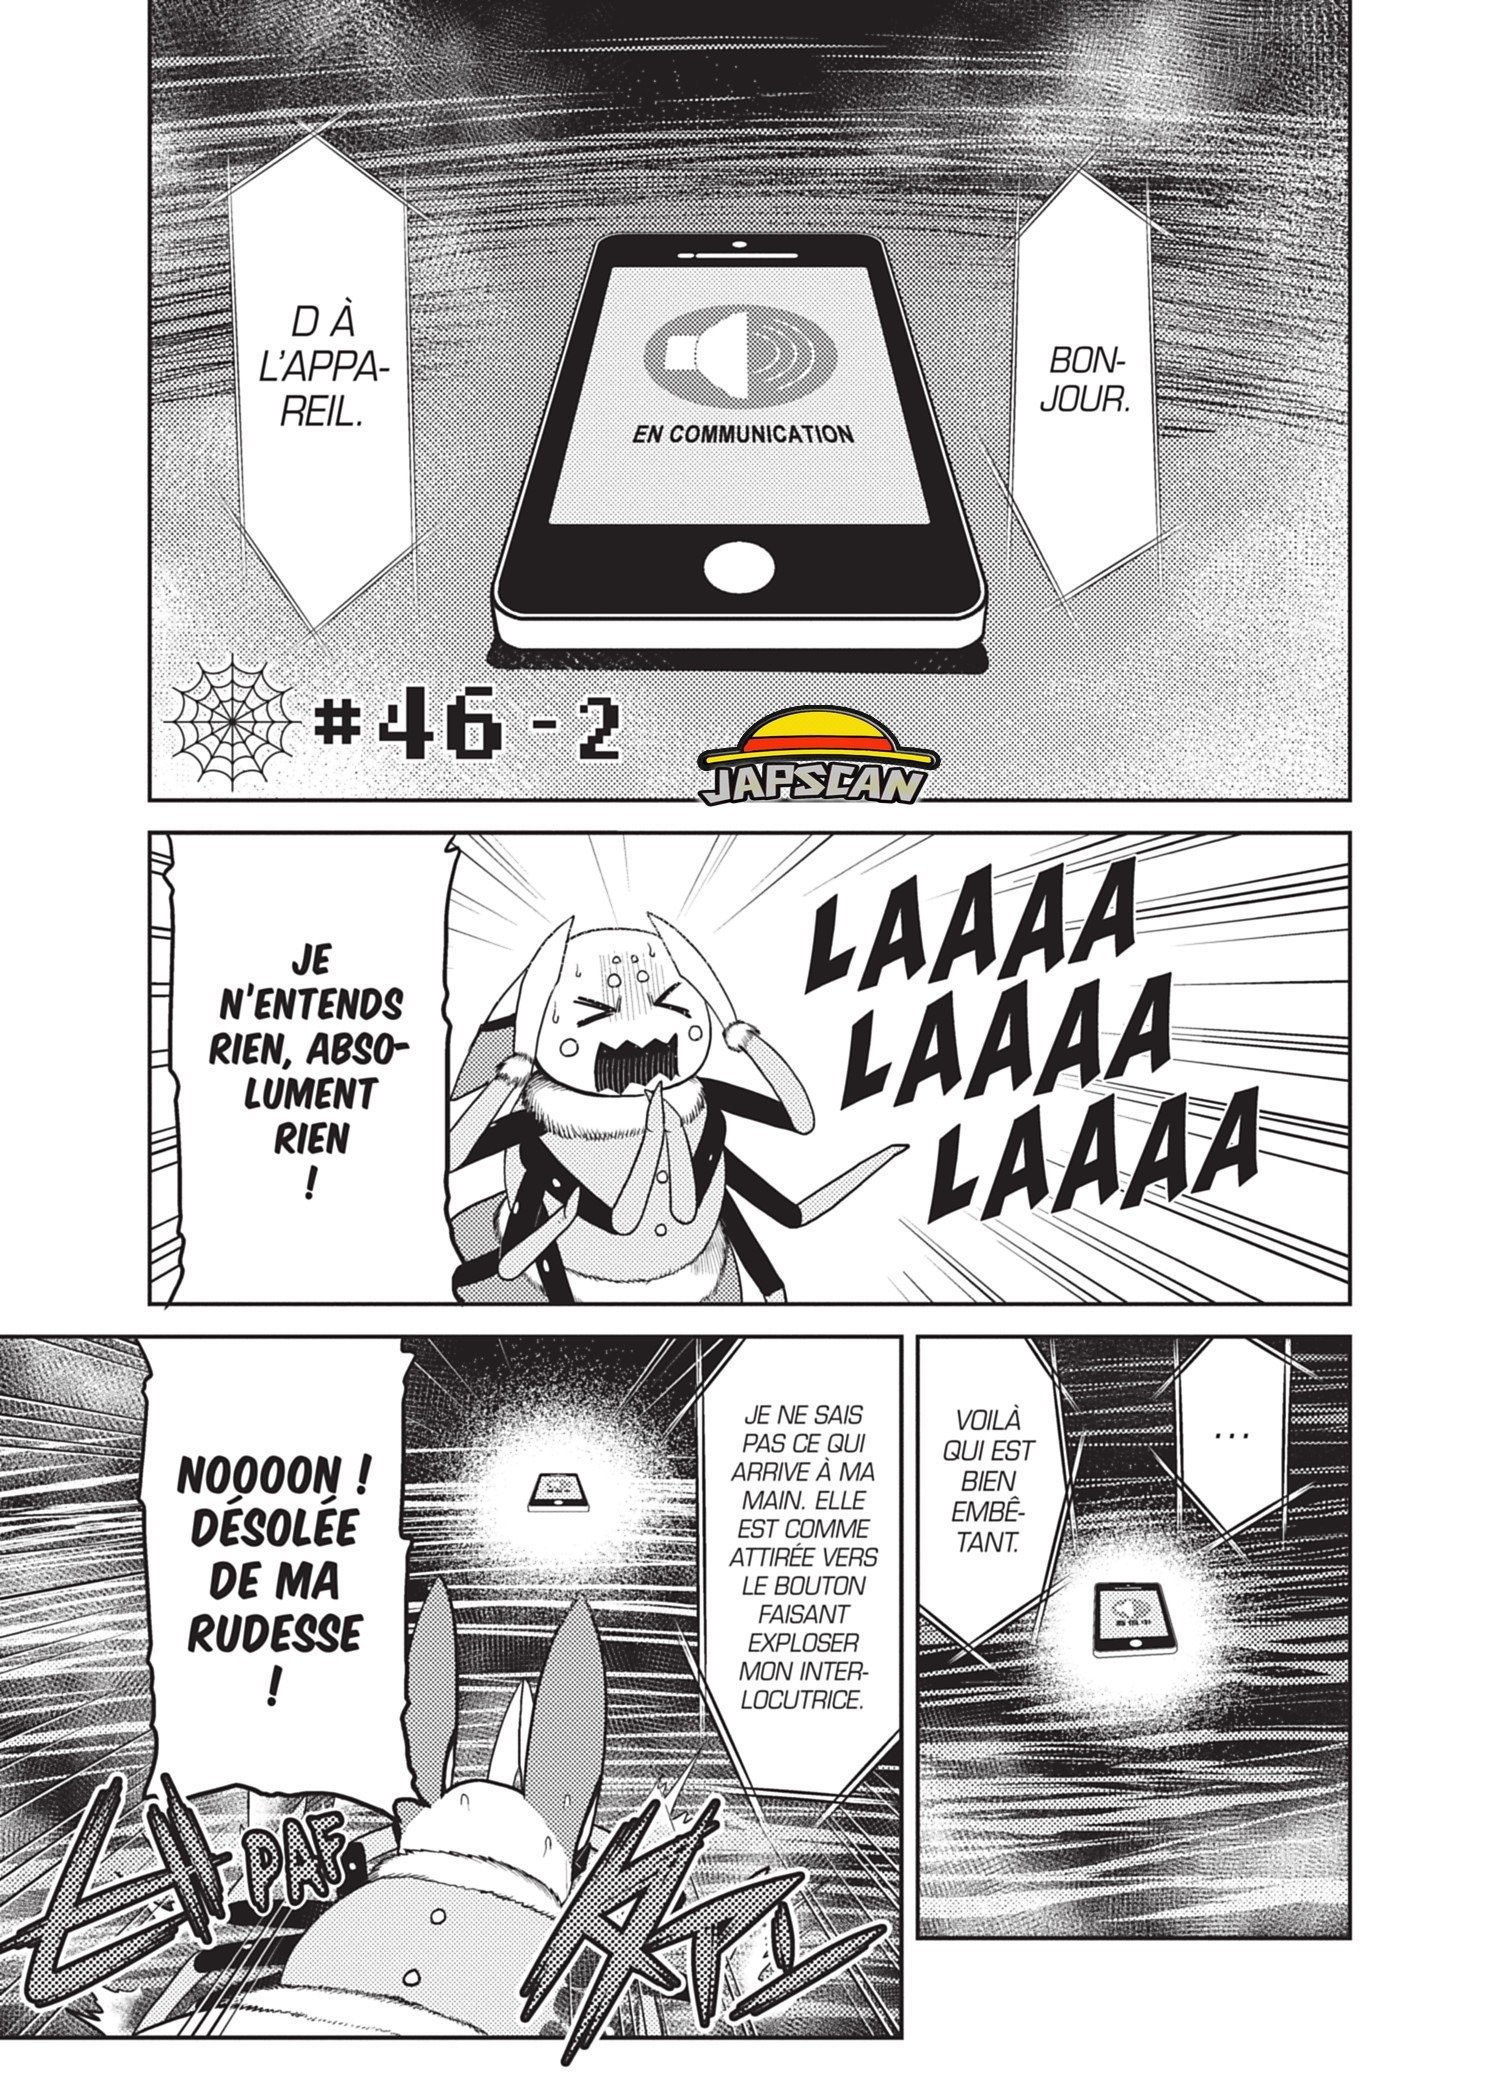 BON-
JOUR.
D À
L'APPA-
REIL.
EN COMMUNICATION
#46-2
JAPSCAN
LAAAA
LAAAA
LAAAA
JE
N'ENTENDS
RIEN, ABSO-
LUMENT
RIEN
!
...
VOILÀ
QUI EST
BIEN
EMBÊ-
TANT.
JE NE SAIS
PAS CE QUI
ARRIVE À MA
MAIN. ELLE
EST COMME
ATTIRÉE VERS
LE BOUTON
FAISANT
EXPLOSER
MON INTER-
LOCUTRICE.
NOOOON !
DÉSOLÉE
DE MA
RUDESSE
!
PAF